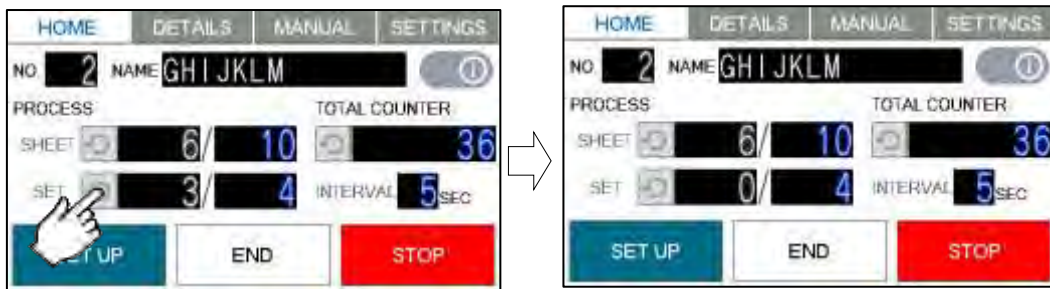 HOME DETAILS MANUAL SETTINGS
NO. 2 NAME GHIJKLM
PROCESS TOTAL COUNTER
SHEET 6/ 10 36
SET 3/ 4 INTERVAL 5 SEC
SET UP END STOP
HOME DETAILS MANUAL SETTINGS
NO. 2 NAME GHIJKLM
PROCESS TOTAL COUNTER
SHEET 6/ 10 36
SET 0/ 4 INTERVAL 5 SEC
SET UP END STOP